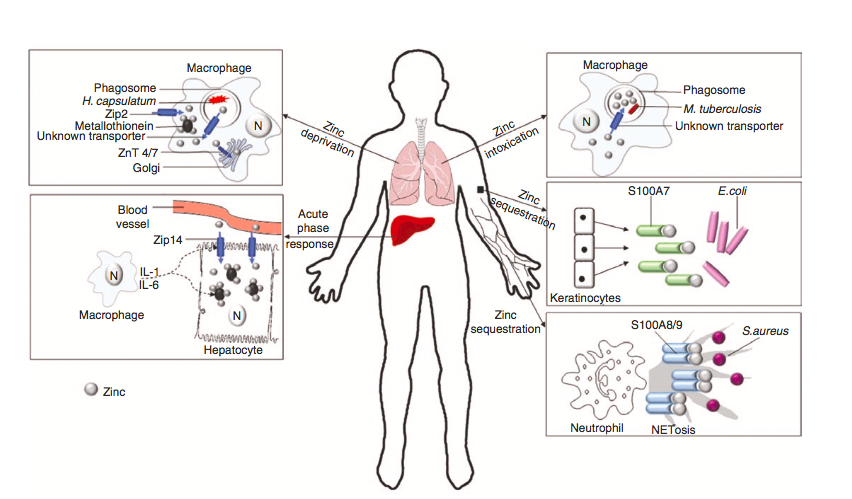 Macrophage
Phagosome
H. capsulatum
Zip2
Metallothionein
Unknown transporter
ZnT 4/7
Golgi
N
Zinc
deprivation
Zinc
intoxication
Macrophage
Phagosome
M. tuberculosis
Unknown transporter
N
Blood
vessel
Zip14
IL-1
IL-6
N
Macrophage
N
Hepatocyte
Acute
phase
response
Zinc
sequestration
S100A7
E.coli
Keratinocytes
Zinc
sequestration
S100A8/9
S.aureus
Neutrophil
NETosis
Zinc